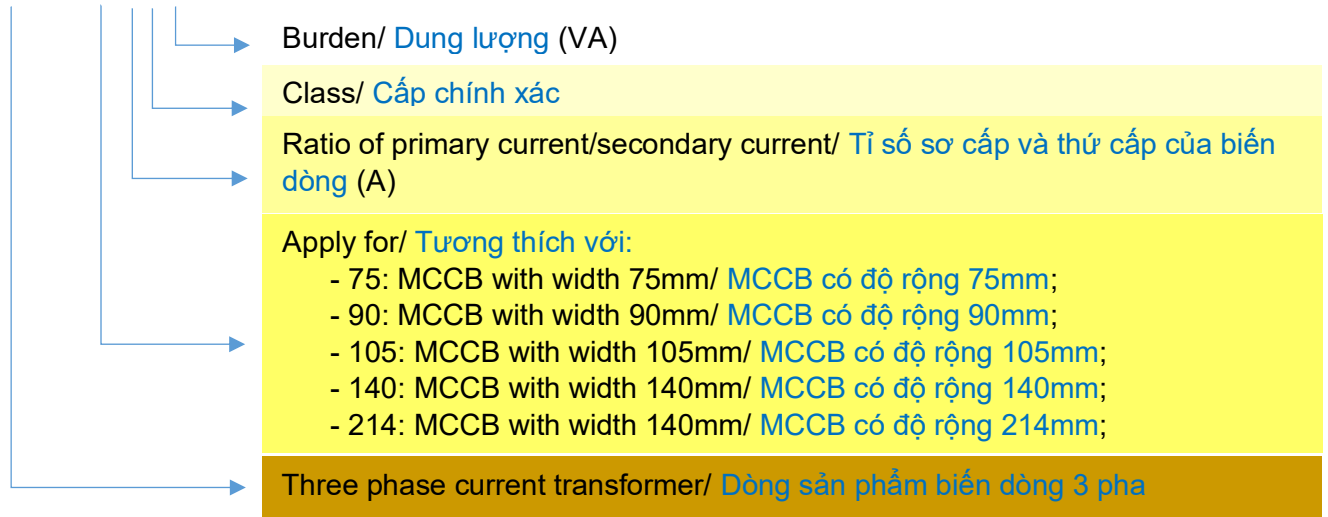 Burden/ Dung lượng (VA)
Class/ Cấp chính xác
Ratio of primary current/secondary current/ Tỉ số sơ cấp và thứ cấp của biến
dòng (A)
Apply for/ Tương thích với:
- 75: MCCB with width 75mm/ MCCB có độ rộng 75mm;
- 90: MCCB with width 90mm/ MCCB có độ rộng 90mm;
- 105: MCCB with width 105mm/ MCCB có độ rộng 105mm;
- 140: MCCB with width 140mm/ MCCB có độ rộng 140mm;
- 214: MCCB with width 140mm/ MCCB có độ rộng 214mm;
Three phase current transformer/ Dòng sản phẩm biến dòng 3 pha